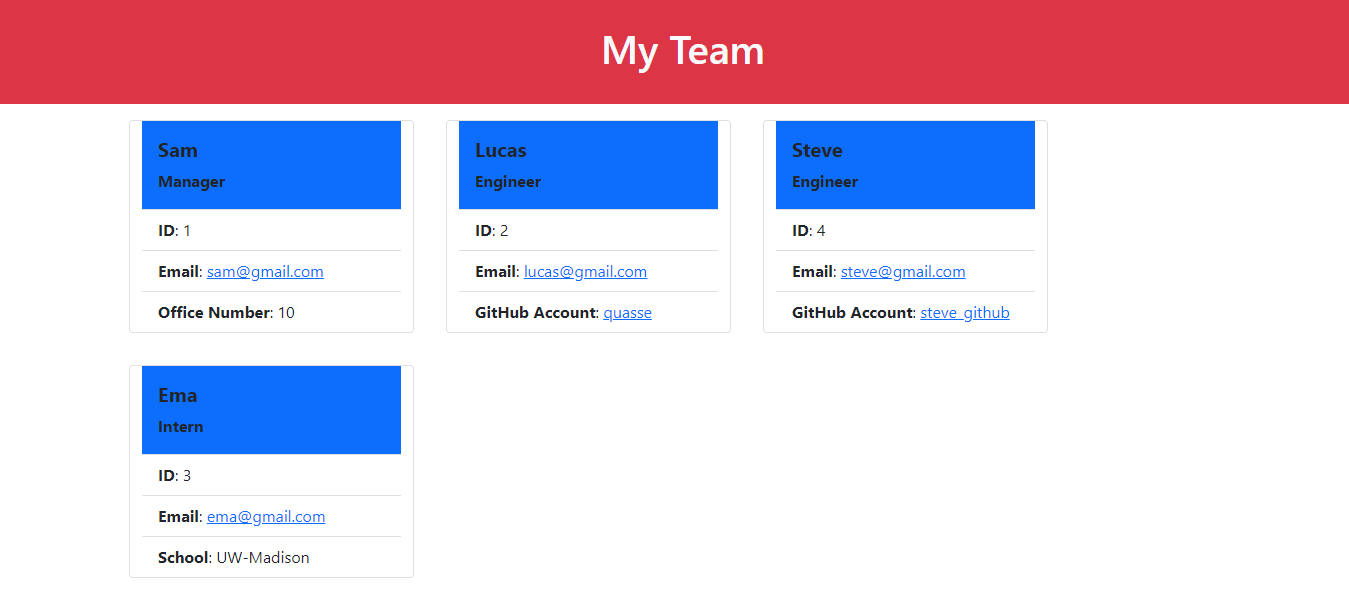 My Team
Sam
Manager
ID: 1
Email: sam@gmail.com
Office Number: 10
Lucas
Engineer
ID: 2
Email: lucas@gmail.com
GitHub Account: quasse
Steve
Engineer
ID: 4
Email: steve@gmail.com
GitHub Account: steve_github
Ema
Intern
ID: 3
Email: ema@gmail.com
School: UW-Madison